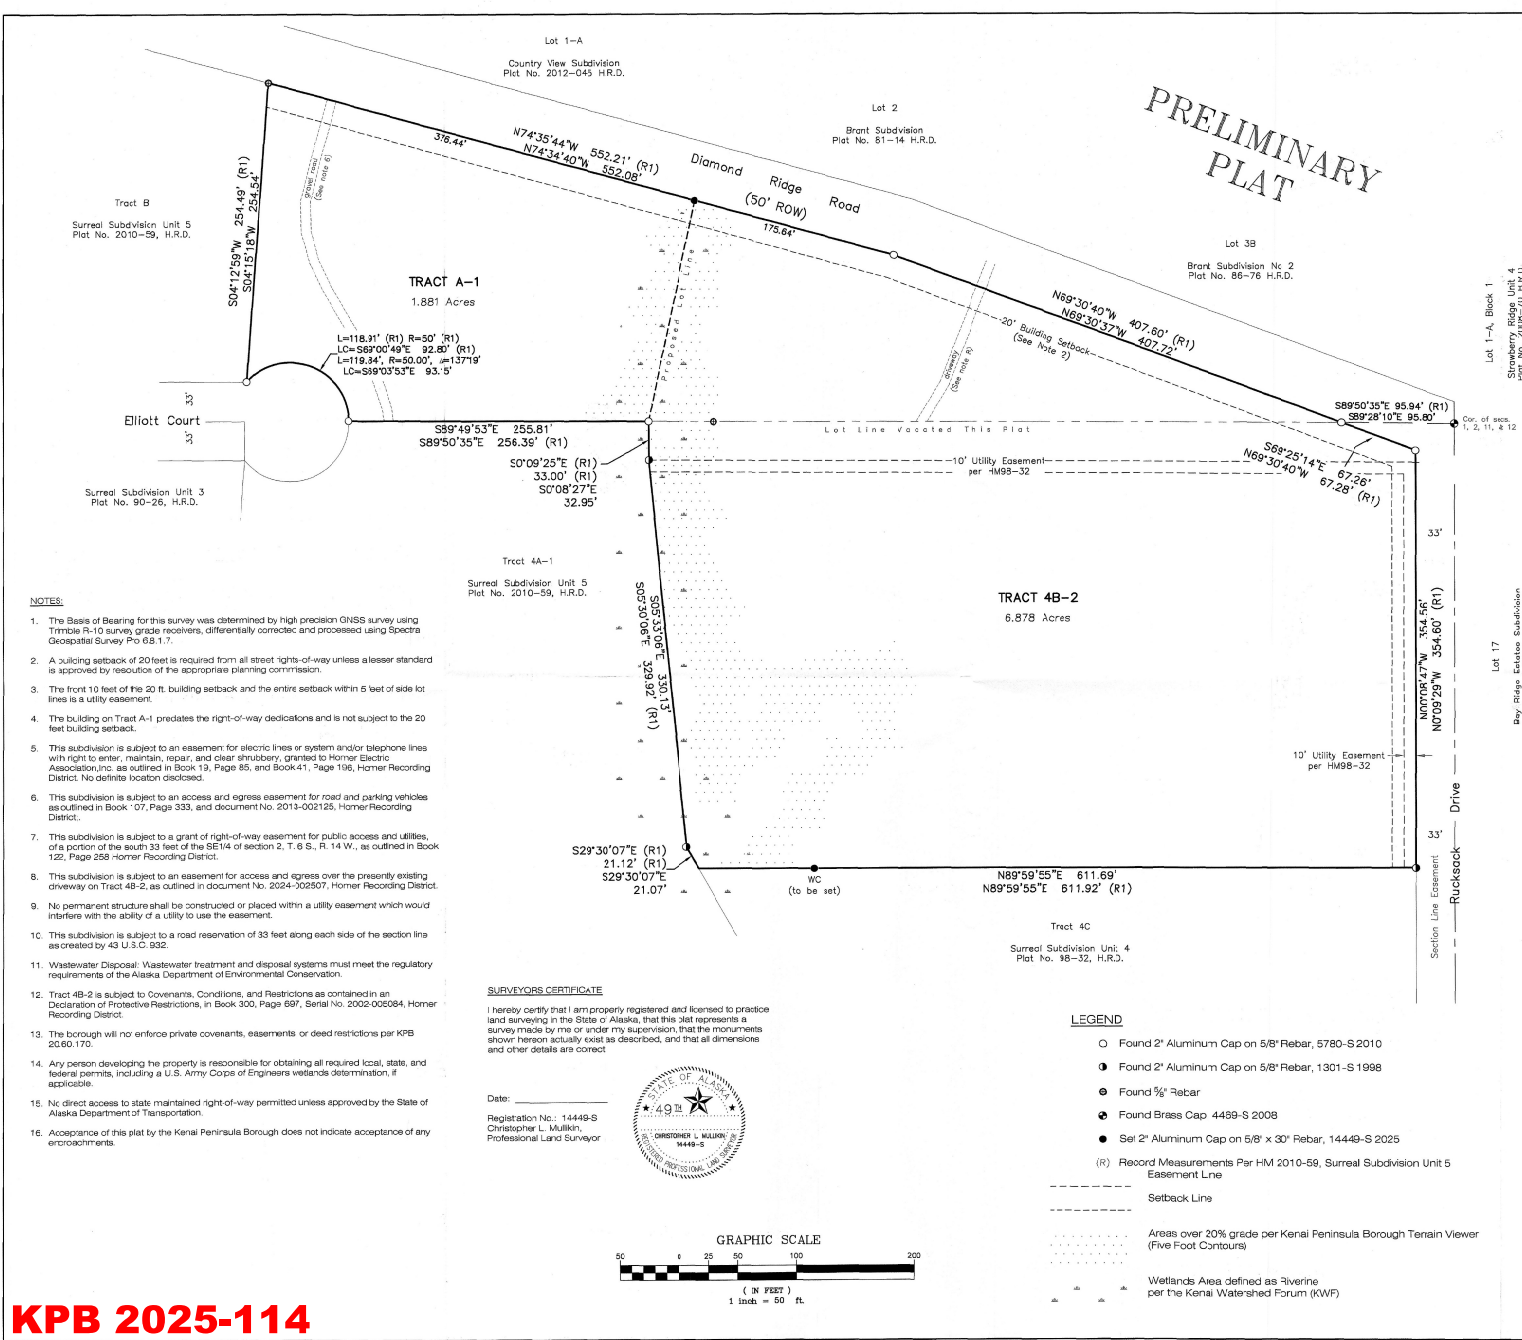 Lot 1-A
Country View Subdivision
Plat No. 2012-045 H.R.D.
Lot 2
Brant Subdivision
Plat No. 81-14 H.R.D.
PRELIMINARY
PLAT
Lot 3B
Brant Subdivision No 2
Plat No. 86-76 H.R.D.
Lot 1-A, Block 1
Strawberry Ridge Unit 4
Tract B
Surreal Subdivision Unit 5
Plat No. 2010-59, H.R.D.
S04°12'59"W 254.49' (R1)
S04°15'18"W 254.54'
gravel road
(See note 6)
376.44'
N74°35'44"W 552.21' (R1)
N74°34'40"W 552.08'
Diamond Ridge Road
(50' ROW)
175.64'
TRACT A-1
1.881 Acres
Proposed Lot Line
N69°30'40"W 407.60' (R1)
N69°30'37"W 407.72'
20' Building Setback
(See Note 2)
driveway
(See note 8)
L=118.91' (R1) R=50' (R1)
LC=S69°00'49"E 92.80' (R1)
L=119.84', R=50.00', Δ=137°19'
LC=S69°03'53"E 93.15'
33'
Elliott Court
33'
S89°49'53"E 255.81'
S89°50'35"E 256.39' (R1)
Lot Line Vacated This Plat
S89°50'35"E 95.94' (R1)
S89°28'10"E 95.80'
Cor. of secs.
1, 2, 11, & 12
S69°25'14"E 67.26'
N69°30'40"W 67.28' (R1)
S0°09'25"E (R1)
33.00' (R1)
S0°08'27"E
32.95'
10' Utility Easement
per HM98-32
Surreal Subdivision Unit 3
Plat No. 90-26, H.R.D.
Tract 4A-1
Surreal Subdivision Unit 5
Plat No. 2010-59, H.R.D.
S05°33'06"E 330.13'
S05°30'06"E 329.92' (R1)
TRACT 4B-2
6.878 Acres
33'
N00°08'47"W 354.56'
N0°09'29"W 354.60' (R1)
Lot 17
Bay Ridge Estates Subdivision
10' Utility Easement
per HM98-32
33'
Rucksack Drive
Section Line Easement
S29°30'07"E (R1)
21.12' (R1)
S29°30'07"E
21.07'
WC
(to be set)
N89°59'55"E 611.69'
N89°59'55"E 611.92' (R1)
Tract 4C
Surreal Subdivision Unit 4
Plat No. 98-32, H.R.D.
NOTES:
1. The Basis of Bearing for this survey was determined by high precision GNSS survey using
Trimble R-10 survey grade receivers, differentially corrected and processed using Spectra
Geospatial Survey Pro 6.8.1.7.
2. A building setback of 20 feet is required from all street rights-of-way unless a lesser standard
is approved by resolution of the appropriate planning commission.
3. The front 10 feet of the 20 ft. building setback and the entire setback within 5 feet of side lot
lines is a utility easement.
4. The building on Tract A-1 predates the right-of-way dedications and is not subject to the 20
feet building setback.
5. This subdivision is subject to an easement for electric lines or system and/or telephone lines
with right to enter, maintain, repair, and clear shrubbery, granted to Homer Electric
Association,Inc. as outlined in Book 19, Page 85, and Book 41, Page 196, Homer Recording
District. No definite location disclosed.
6. This subdivision is subject to an access and egress easement for road and parking vehicles
as outlined in Book 107, Page 333, and document No. 2013-002125, Homer Recording
District.
7. This subdivision is subject to a grant of right-of-way easement for public access and utilities,
of a portion of the south 33 feet of the SE1/4 of section 2, T. 6 S., R. 14 W., as outlined in Book
122, Page 258 Homer Recording District.
8. This subdivision is subject to an easement for access and egress over the presently existing
driveway on Tract 4B-2, as outlined in document No. 2024-002507, Homer Recording District.
9. No permanent structure shall be constructed or placed within a utility easement which would
interfere with the ability of a utility to use the easement.
10. This subdivision is subject to a road reservation of 33 feet along each side of the section line
as created by 43 U.S.C. 932.
11. Wastewater Disposal: Wastewater treatment and disposal systems must meet the regulatory
requirements of the Alaska Department of Environmental Conservation.
12. Tract 4B-2 is subject to Covenants, Conditions, and Restrictions as contained in an
Declaration of Protective Restrictions, in Book 300, Page 697, Serial No. 2002-005084, Homer
Recording District.
13. The borough will not enforce private covenants, easements, or deed restrictions per KPB
20.60.170.
14. Any person developing the property is responsible for obtaining all required local, state, and
federal permits, including a U.S. Army Corps of Engineers wetlands determination, if
applicable.
15. No direct access to state maintained right-of-way permitted unless approved by the State of
Alaska Department of Transportation.
16. Acceptance of this plat by the Kenai Peninsula Borough does not indicate acceptance of any
encroachments.
SURVEYORS CERTIFICATE
I hereby certify that I am properly registered and licensed to practice
land surveying in the State of Alaska, that this plat represents a
survey made by me or under my supervision, that the monuments
shown hereon actually exist as described, and that all dimensions
and other details are correct
Date:
Registration No.: 14449-S
Christopher L. Mullikin,
Professional Land Surveyor
STATE OF ALASKA
49TH
CHRISTOPHER L. MULLIKIN
14449-S
REGISTERED PROFESSIONAL LAND SURVEYOR
LEGEND
Found 2" Aluminum Cap on 5/8" Rebar, 5780-S 2010
Found 2" Aluminum Cap on 5/8" Rebar, 1301-S 1998
Found ⅝" Rebar
Found Brass Cap 4469-S 2008
Set 2" Aluminum Cap on 5/8" x 30" Rebar, 14449-S 2025
(R) Record Measurements Per HM 2010-59, Surreal Subdivision Unit 5
Easement Line
Setback Line
Areas over 20% grade per Kenai Peninsula Borough Terrain Viewer
(Five Foot Contours)
Wetlands Area defined as Riverine
per the Kenai Watershed Forum (KWF)
GRAPHIC SCALE
50 0 25 50 100 200
( IN FEET )
1 inch = 50 ft.
KPB 2025-114